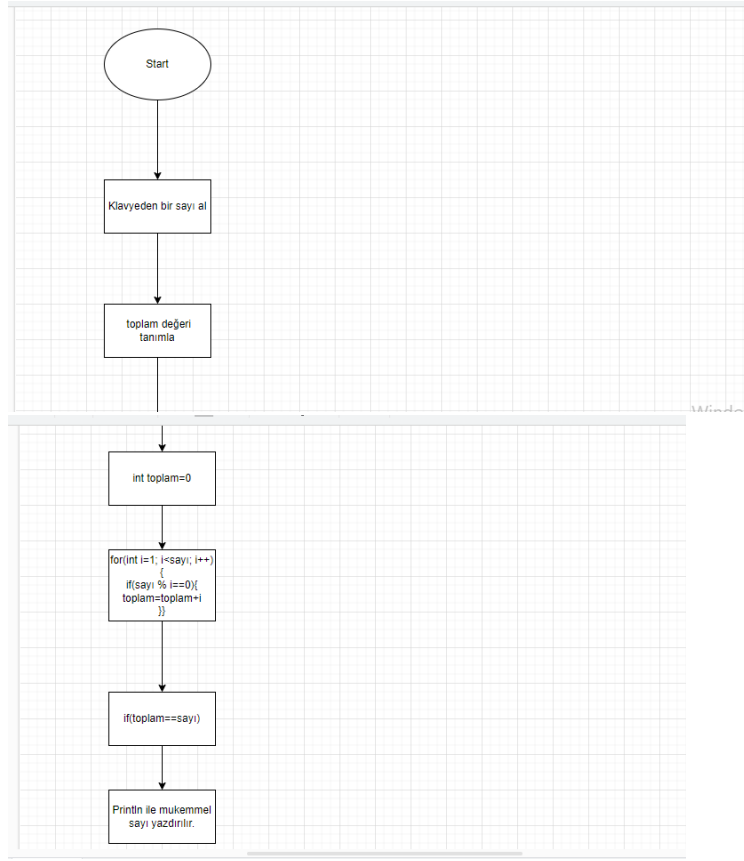 Start
Klavyeden bir sayı al
toplam değeri
tanımla
int toplam=0
for(int i=1; i<sayı; i++)
{
if(sayı % i==0){
toplam=toplam+i
}}
if(toplam==sayı)
Println ile mukemmel
sayı yazdırılır.